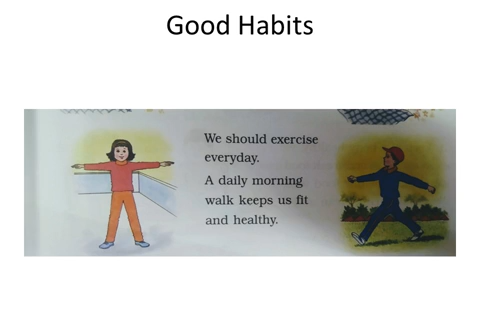 Good Habits
We should exercise
everyday.
A daily morning
walk keeps us fit
and healthy.